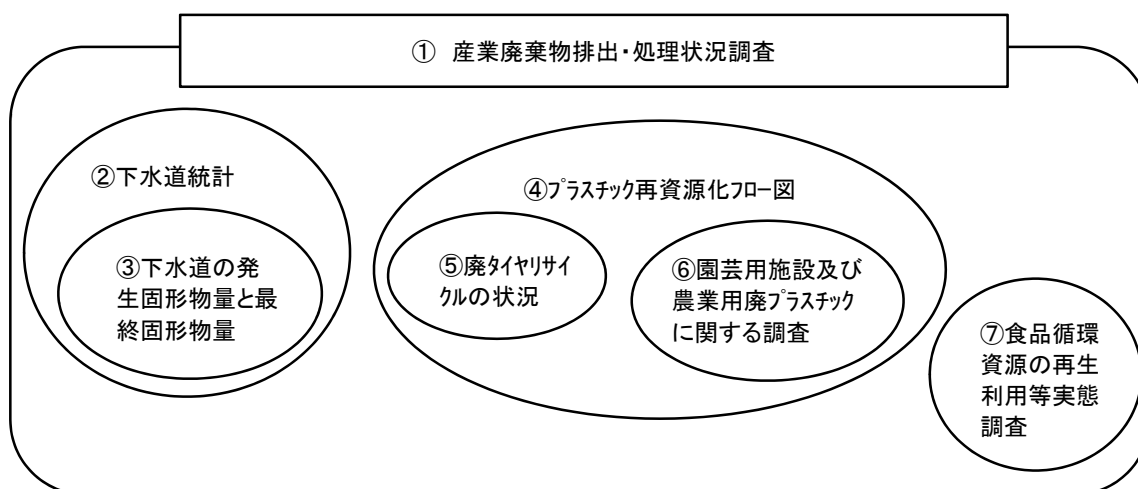 ① 産業廃棄物排出・処理状況調査
②下水道統計
③下水道の発
生固形物量と最
終固形物量
④ﾌﾟﾗｽﾁｯｸ再資源化ﾌﾛｰ図
⑤廃ﾀｲﾔﾘｻｲ
ｸﾙの状況
⑥園芸用施設及び
農業用廃ﾌﾟﾗｽﾁｯｸ
に関する調査
⑦食品循環
資源の再生
利用等実態
調査